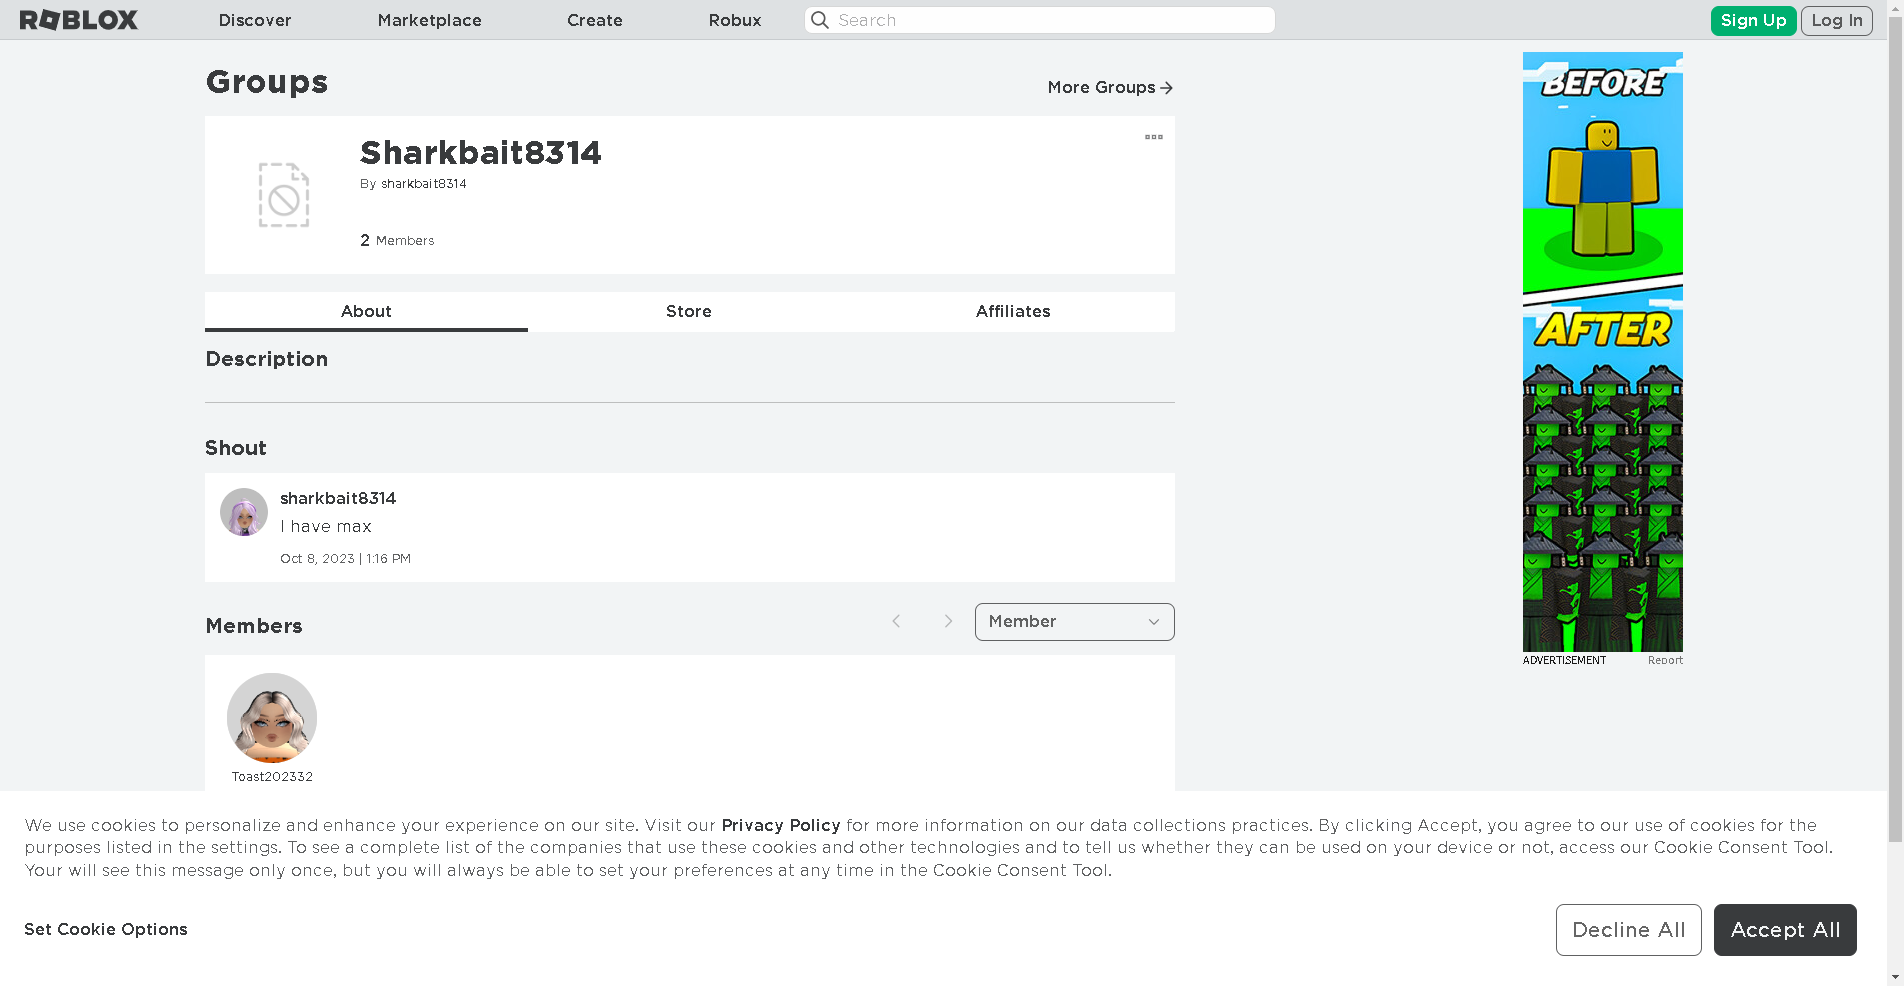 ROBLOX
Discover
Marketplace
Create
Robux
Search
Sign Up
Log In
Groups
More Groups
Sharkbait8314
By sharkbait8314
2 Members
About
Store
Affiliates
Description
Shout
sharkbait8314
I have max
Oct 8, 2023 | 1:16 PM
Members
Member
Toast202332
BEFORE
AFTER
ADVERTISEMENT
Report
We use cookies to personalize and enhance your experience on our site. Visit our Privacy Policy for more information on our data collections practices. By clicking Accept, you agree to our use of cookies for the
purposes listed in the settings. To see a complete list of the companies that use these cookies and other technologies and to tell us whether they can be used on your device or not, access our Cookie Consent Tool.
Your will see this message only once, but you will always be able to set your preferences at any time in the Cookie Consent Tool.
Set Cookie Options
Decline All
Accept All